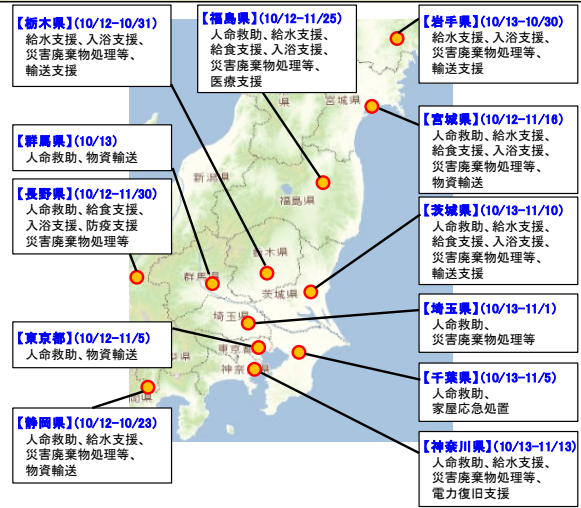 【栃木県】(10/12-10/31)
給水支援、入浴支援、
災害廃棄物処理等、
輸送支援
【福島県】(10/12-11/25)
人命救助、給水支援、
給食支援、入浴支援、
災害廃棄物処理等、
医療支援
【岩手県】(10/13-10/30)
給水支援、入浴支援、
災害廃棄物処理等、
輸送支援
【宮城県】(10/12-11/16)
人命救助、給水支援、
給食支援、入浴支援、
災害廃棄物処理等、
物資輸送
【群馬県】(10/13)
人命救助、物資輸送
【長野県】(10/12-11/30)
人命救助、給食支援、
入浴支援、防疫支援
災害廃棄物処理等
【茨城県】(10/13-11/10)
人命救助、給水支援、
給食支援、入浴支援、
災害廃棄物処理等、
輸送支援
【埼玉県】(10/13-11/1)
人命救助、
災害廃棄物処理等
【東京都】(10/12-11/5)
人命救助、物資輸送
【千葉県】(10/13-11/5)
人命救助、
家屋応急処置
【静岡県】(10/12-10/23)
人命救助、給水支援、
災害廃棄物処理等、
物資輸送
【神奈川県】(10/13-11/13)
人命救助、給水支援、
災害廃棄物処理等、
電力復旧支援
宮城県
新潟県
福島県
栃木県
群馬県
茨城県
埼玉県
東京都
神奈川県